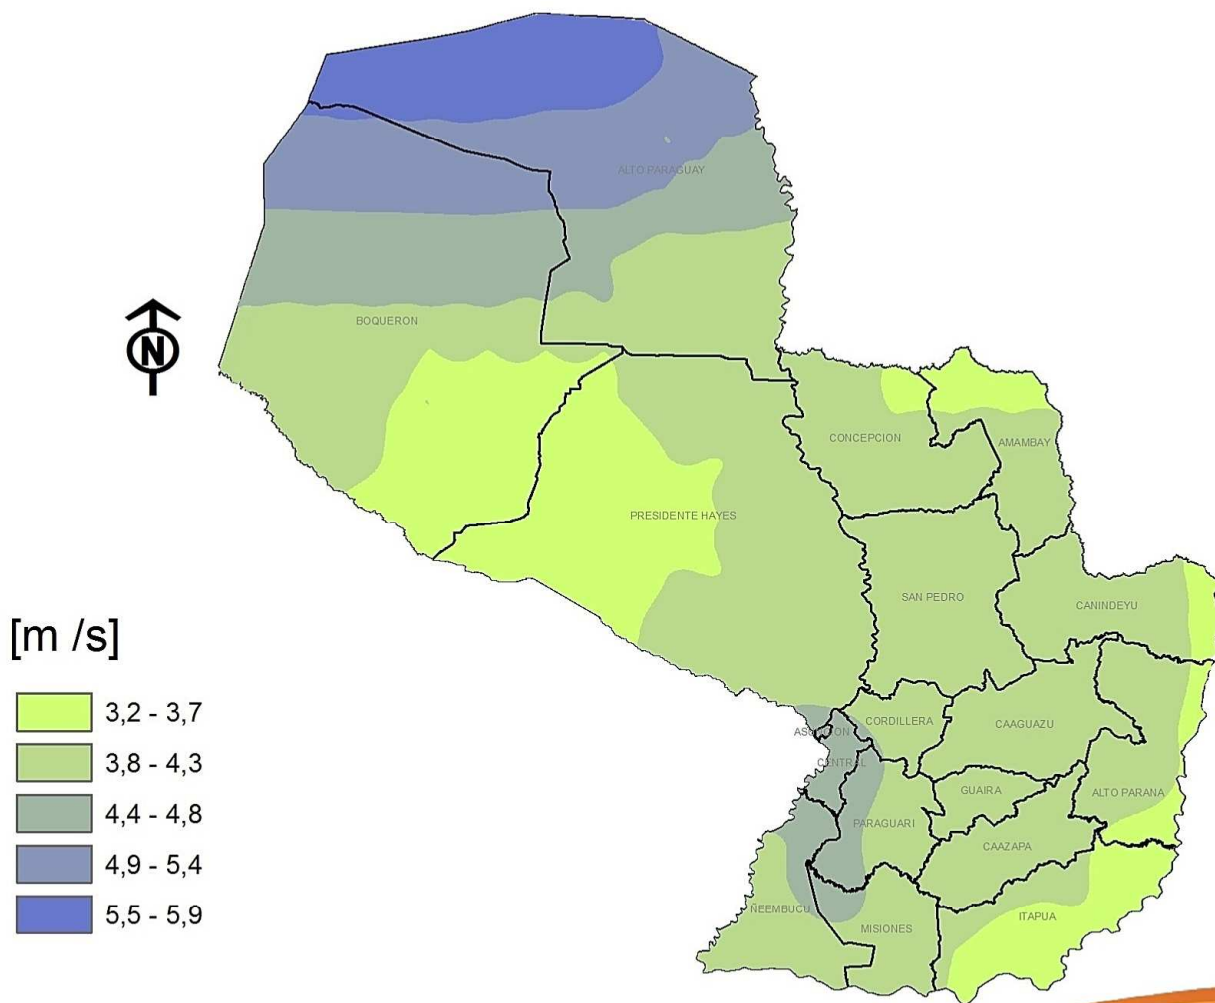 ALTO PARAGUAY
N
BOQUERON
CONCEPCION
AMAMBAY
PRESIDENTE HAYES
SAN PEDRO
CANINDEYU
[m /s]
3,2 - 3,7
3,8 - 4,3
4,4 - 4,8
4,9 - 5,4
5,5 - 5,9
CORDILLERA
CAAGUAZU
ASUNCION
CENTRAL
GUAIRA
ALTO PARANA
PARAGUARI
CAAZAPA
ÑEEMBUCU
ITAPUA
MISIONES